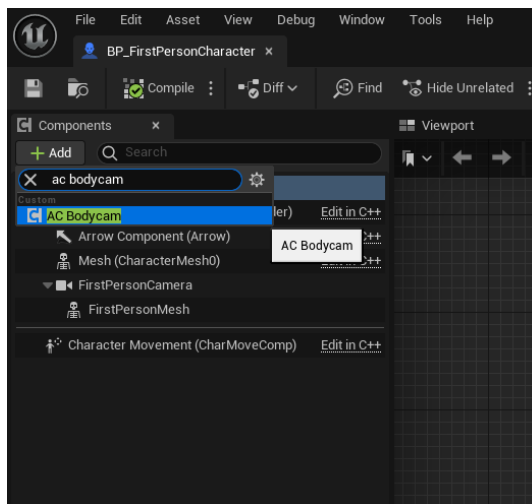 File Edit Asset View Debug Window Tools Help
BP_FirstPersonCharacter
Compile Diff Find Hide Unrelated
Components
Viewport
+ Add Search
ac bodycam
Custom
AC Bodycam
ler) Edit in C++
Arrow Component (Arrow) C++
AC Bodycam
Mesh (CharacterMesh0) Edit in C++
FirstPersonCamera
FirstPersonMesh
Character Movement (CharMoveComp) Edit in C++